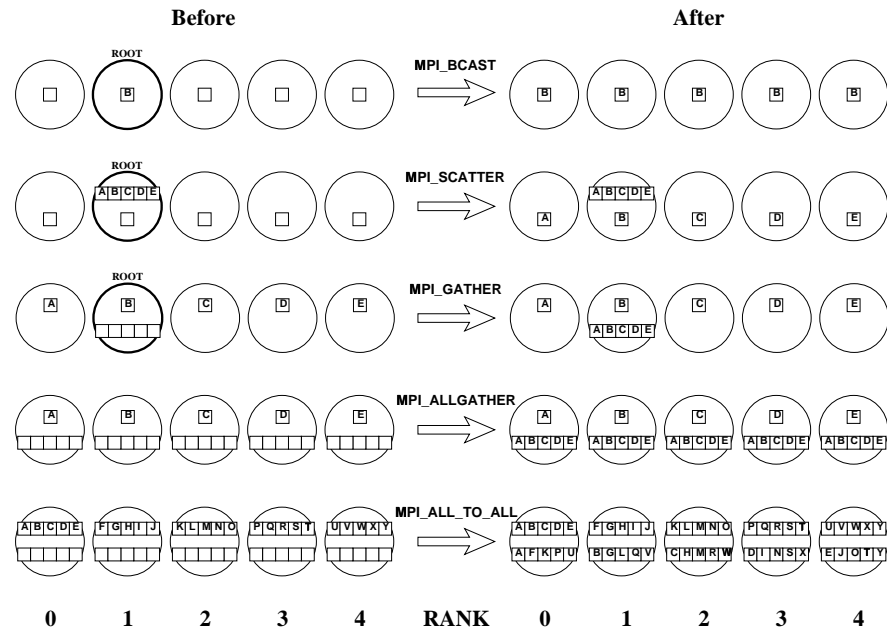 Before After
ROOT
MPI_BCAST
B B B B B B
ROOT
MPI_SCATTER
A B C D E A B C D E
A B C D E
ROOT
MPI_GATHER
A B C D E A B C D E
A B C D E
MPI_ALLGATHER
A B C D E A B C D E
A B C D E A B C D E A B C D E A B C D E A B C D E
MPI_ALL_TO_ALL
A B C D E F G H I J K L M N O P Q R S T U V W X Y A B C D E F G H I J K L M N O P Q R S T U V W X Y
A F K P U B G L Q V C H M R W D I N S X E J O T Y
0 1 2 3 4 RANK 0 1 2 3 4